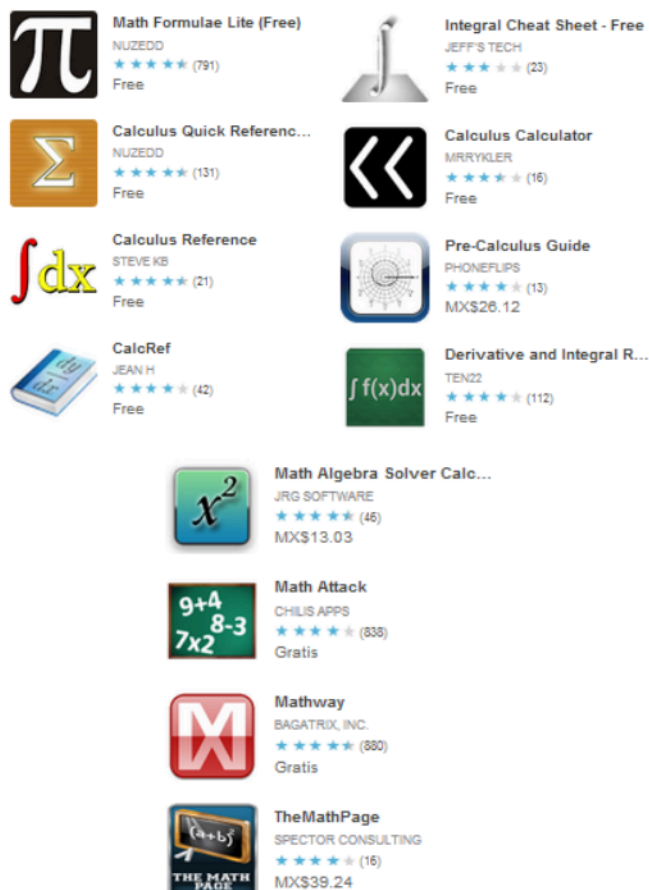 π
Math Formulae Lite (Free)
NUZEDD
(791)
Free
∫
Integral Cheat Sheet - Free
JEFF'S TECH
(23)
Free
Σ
Calculus Quick Referenc...
NUZEDD
(131)
Free
Calculus Calculator
MRRYKLER
(16)
Free
∫dx
Calculus Reference
STEVE KB
(21)
Free
Pre-Calculus Guide
PHONEFLIPS
(13)
MX$26.12
dy
dx
CalcRef
JEAN H
(42)
Free
∫f(x)dx
Derivative and Integral R...
TEN22
(112)
Free
x²
Math Algebra Solver Calc...
JRG SOFTWARE
(46)
MX$13.03
9+4
8-3
7x2
Math Attack
CHILIS APPS
(838)
Gratis
M
Mathway
BAGATRIX, INC.
(880)
Gratis
(a+b)²
THE MATH
PAGE
TheMathPage
SPECTOR CONSULTING
(16)
MX$39.24